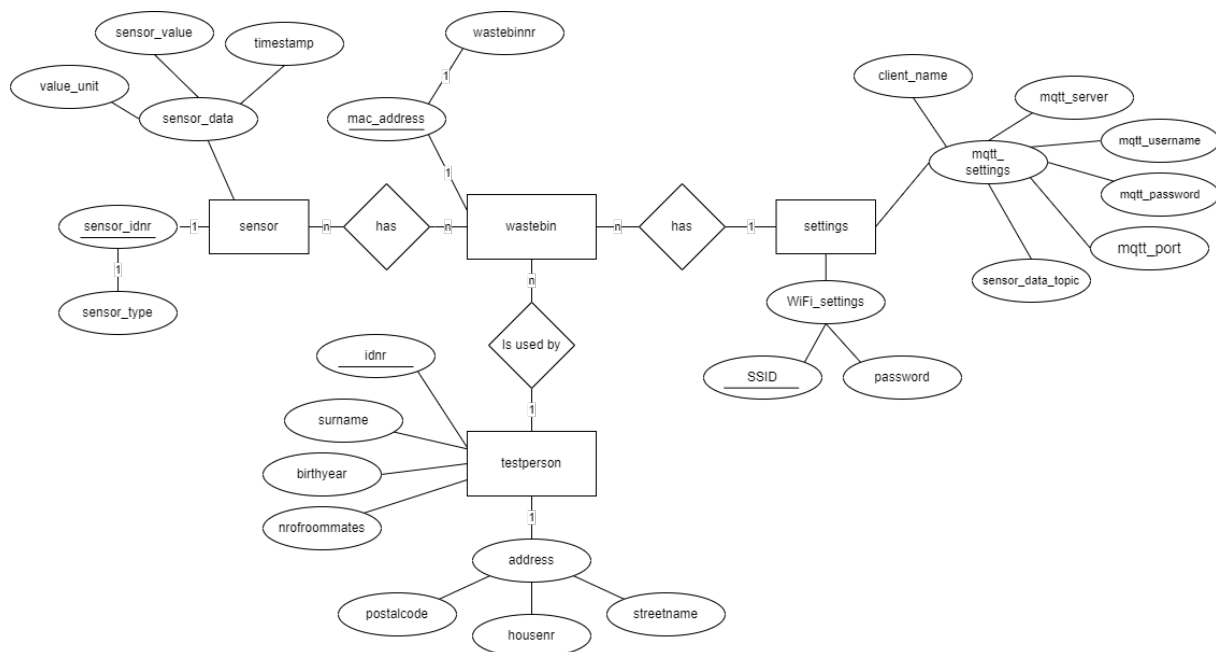 sensor_value
wastebinnr
timestamp
client_name
value_unit
mqtt_server
1
sensor_data
mac_address
mqtt_username
mqtt_
settings
1
mqtt_password
sensor_idnr
1
sensor
n
has
n
wastebin
n
has
1
settings
mqtt_port
1
n
sensor_data_topic
sensor_type
WiFi_settings
Is used by
idnr
SSID
password
1
surname
testperson
birthyear
nrofroommates
1
address
postalcode
streetname
housenr